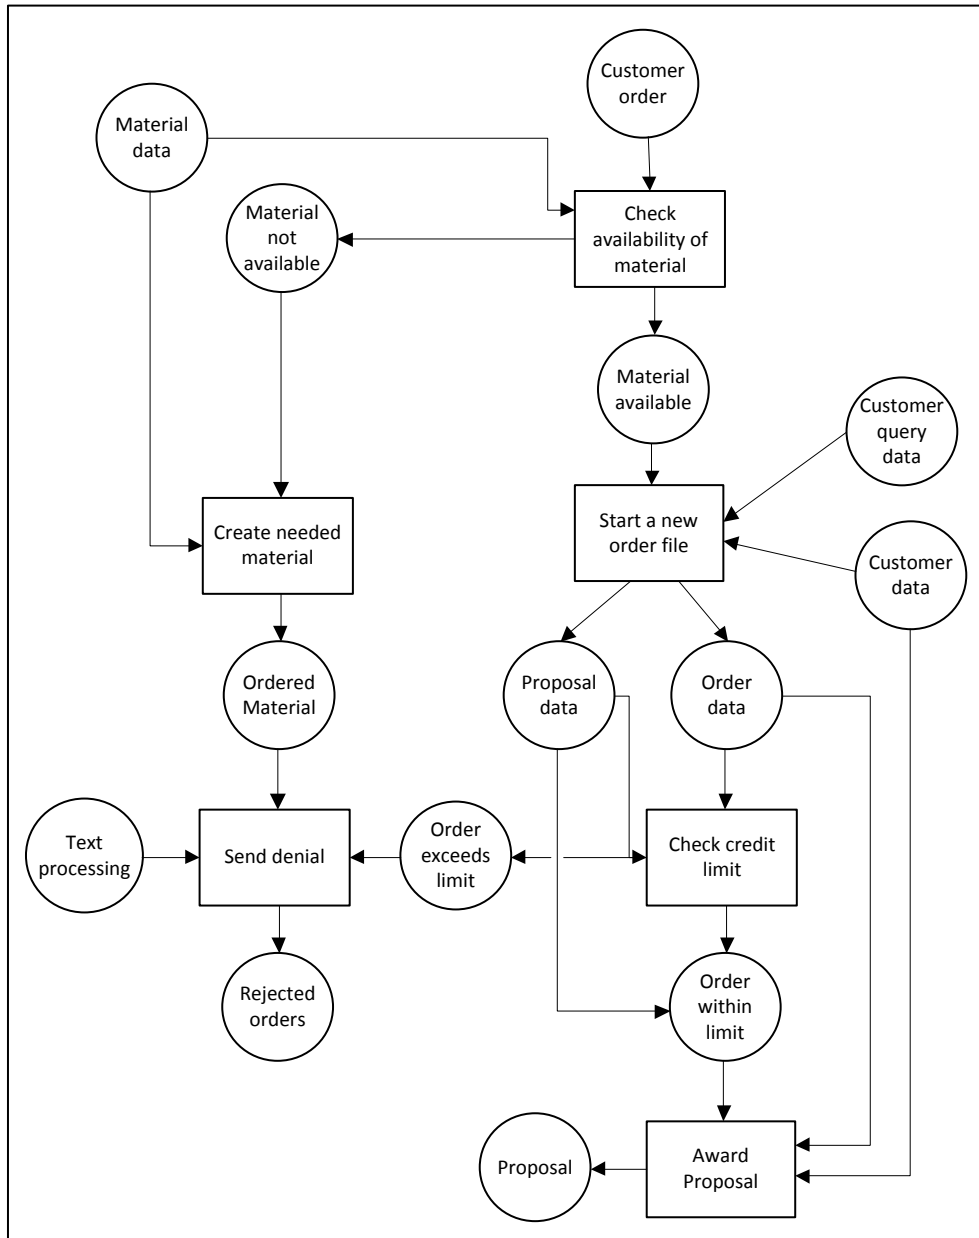 Customer
order
Material
data
Material
not
available
Check
availability of
material
Material
available
Customer
query
data
Create needed
material
Start a new
order file
Customer
data
Ordered
Material
Proposal
data
Order
data
Text
processing
Send denial
Order
exceeds
limit
Check credit
limit
Rejected
orders
Order
within
limit
Proposal
Award
Proposal